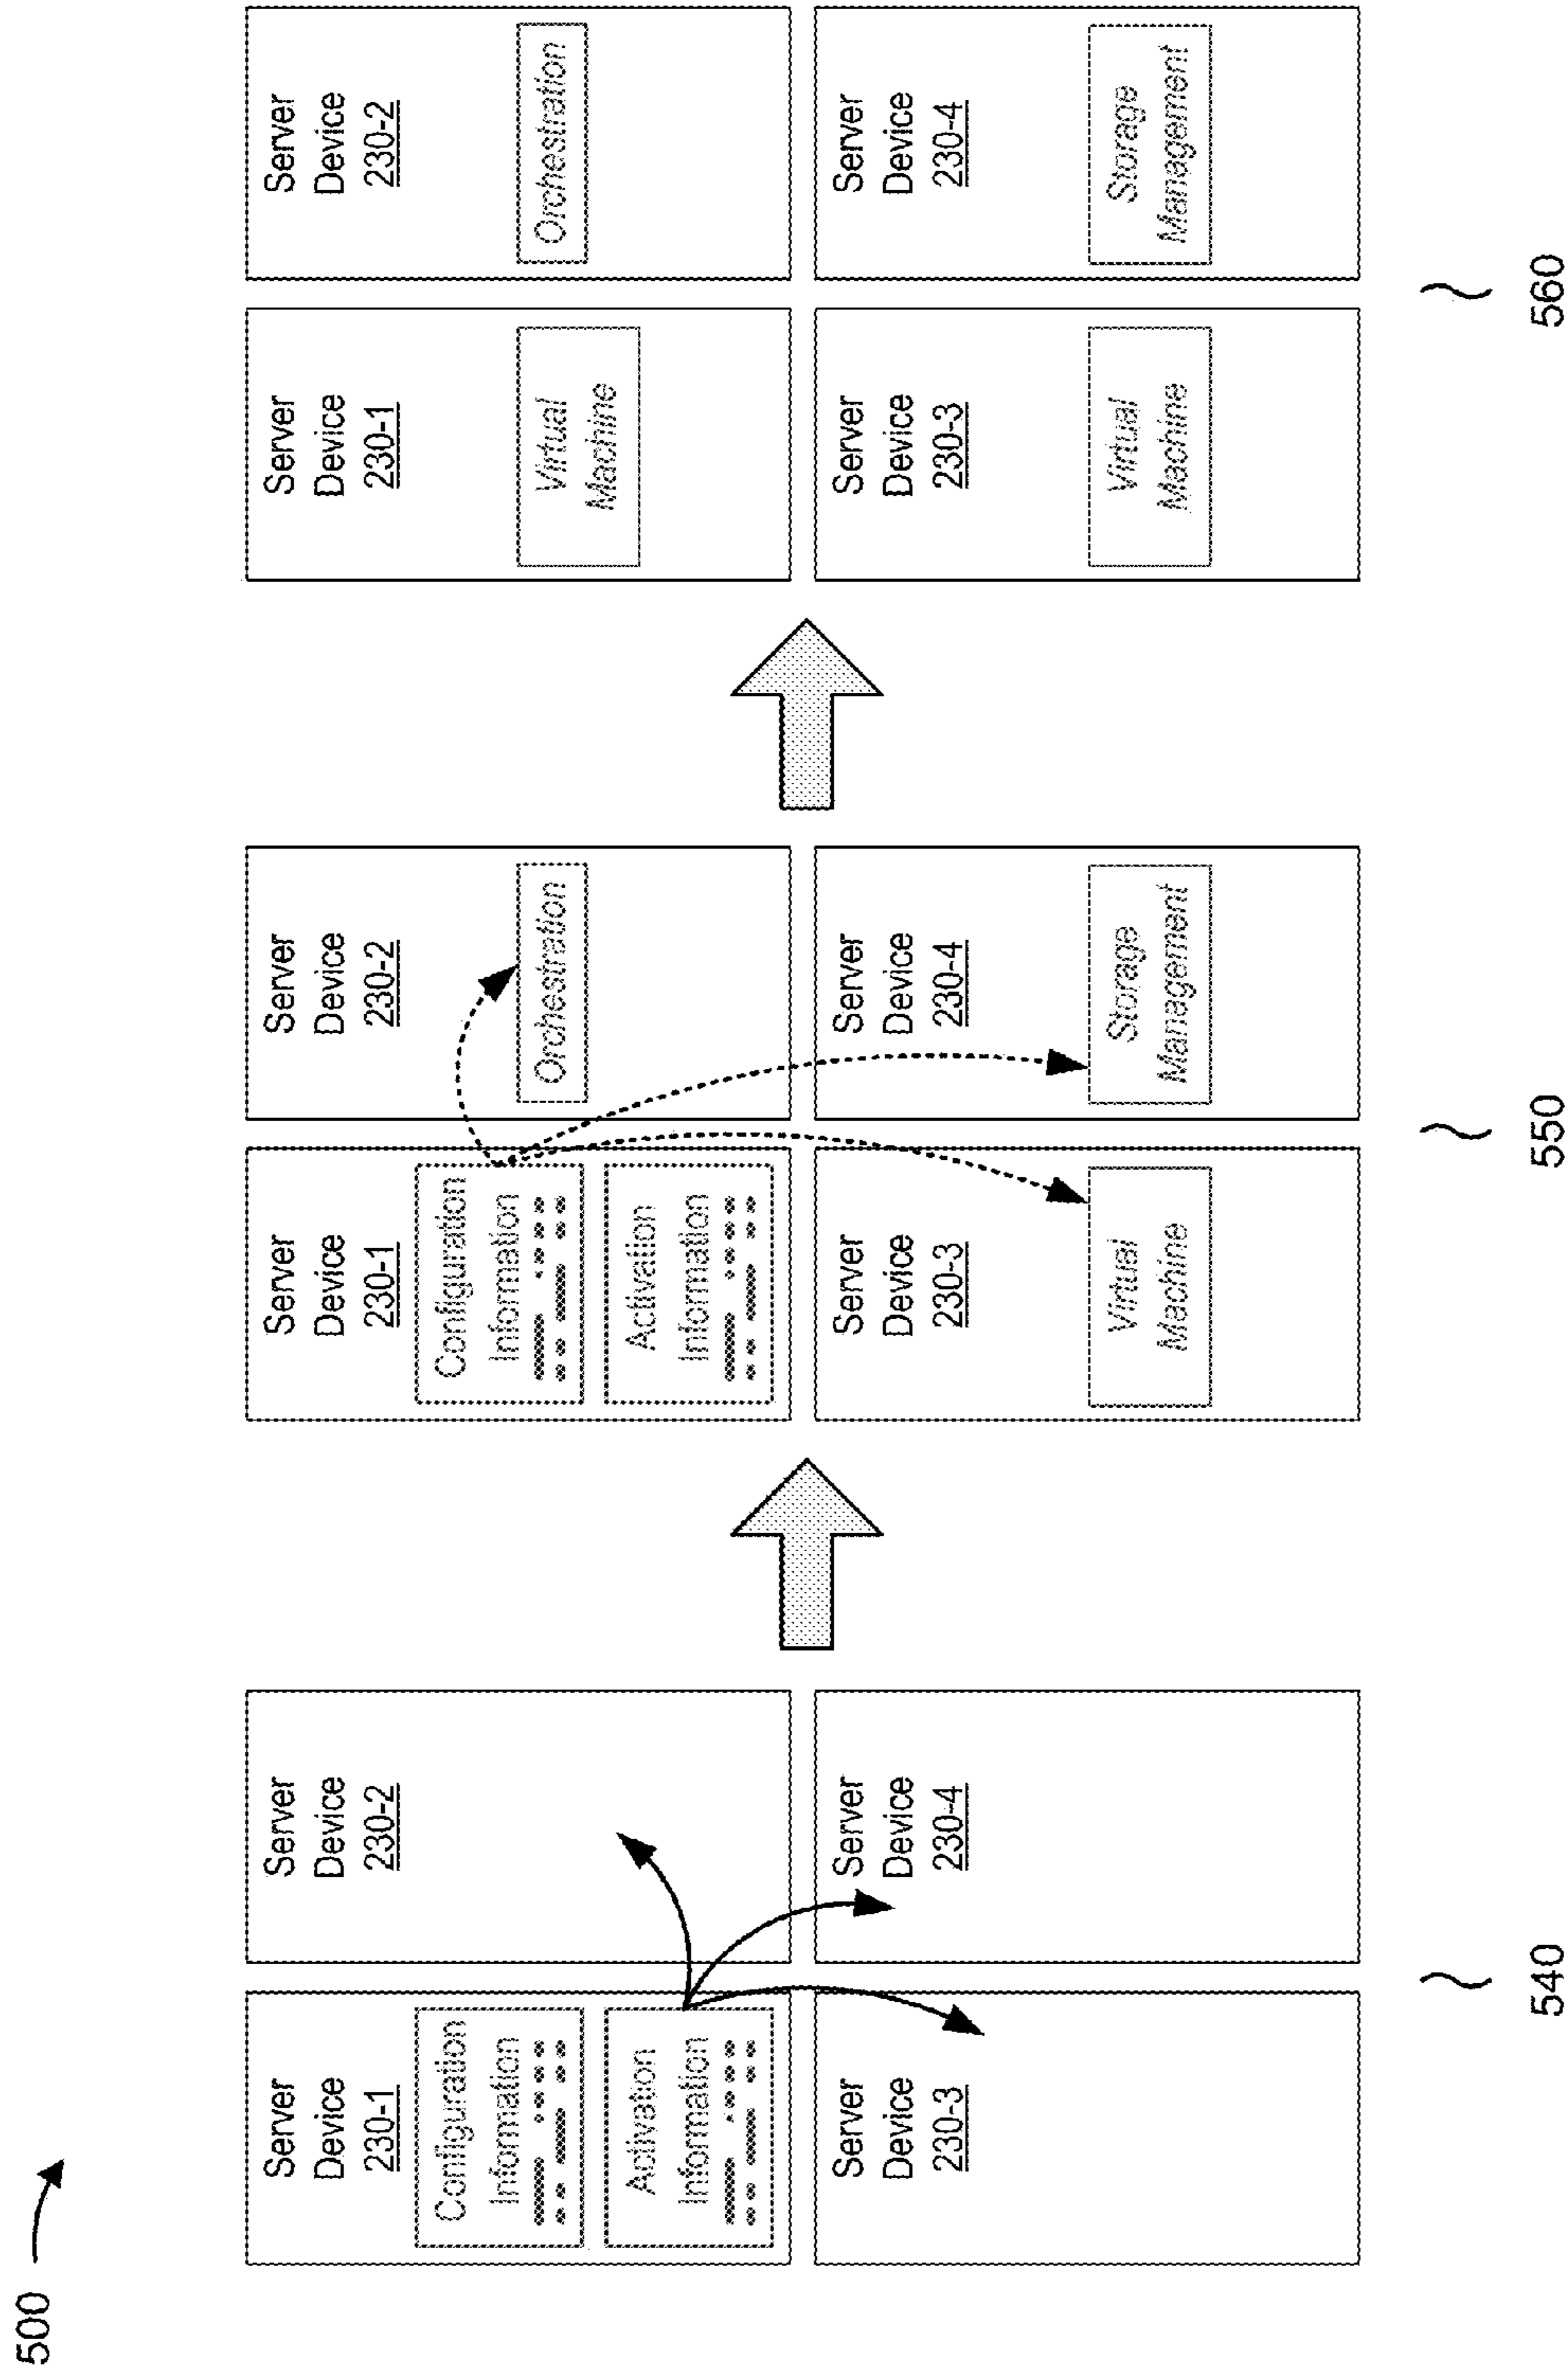 500
Server
Device
230-1
Configuration
Information
Activation
Information
Server
Device
230-2
Server
Device
230-3
Server
Device
230-4
540
Server
Device
230-1
Configuration
Information
Activation
Information
Server
Device
230-2
Orchestration
Server
Device
230-3
Virtual
Machine
Server
Device
230-4
Storage
Management
550
Server
Device
230-1
Virtual
Machine
Server
Device
230-2
Orchestration
Server
Device
230-3
Virtual
Machine
Server
Device
230-4
Storage
Management
560